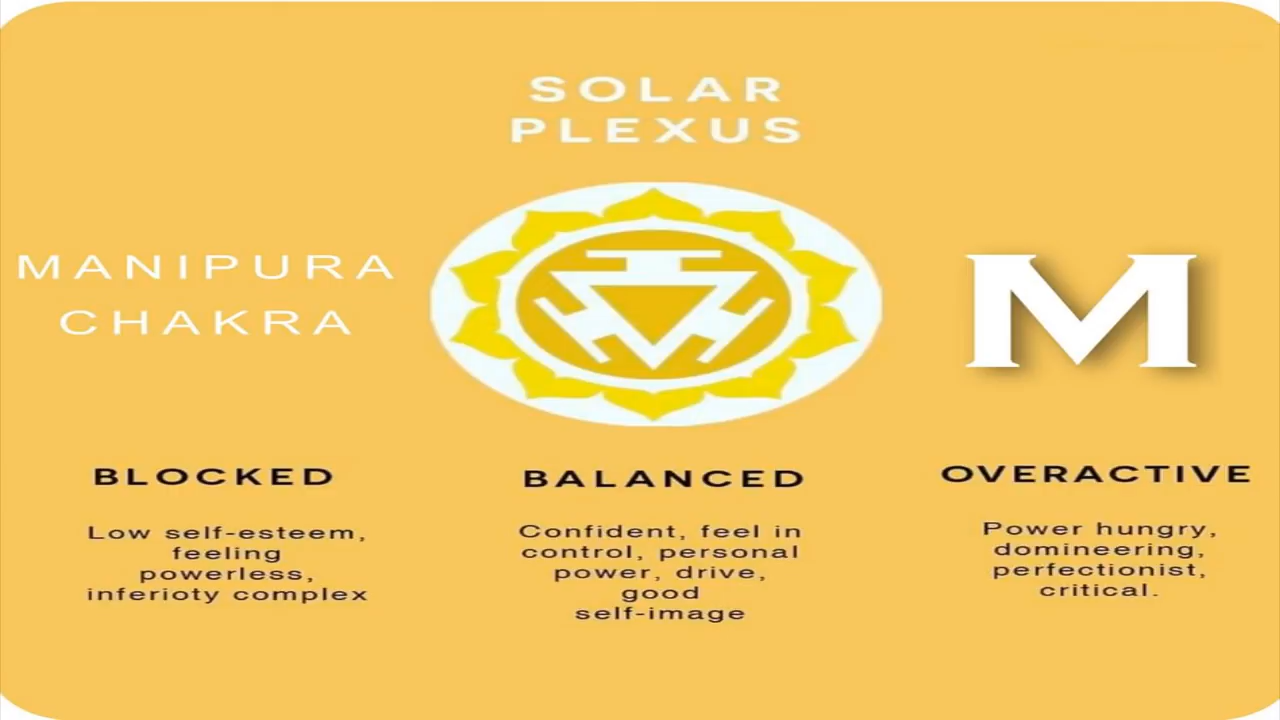 SOLAR
PLEXUS
MANIPURA
CHAKRA
M
BLOCKED
Low self-esteem,
feeling
powerless,
inferioty complex
BALANCED
Confident, feel in
control, personal
power, drive,
good
self-image
OVERACTIVE
Power hungry,
domineering,
perfectionist,
critical.